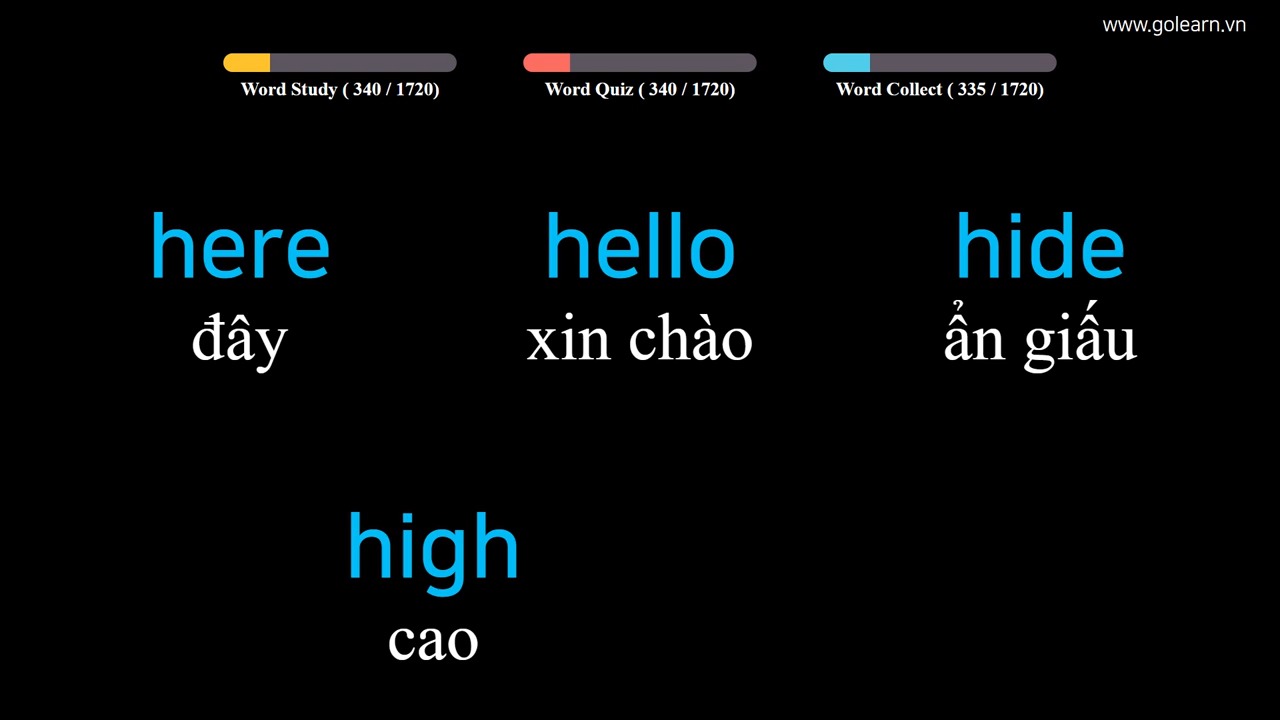 www.golearn.vn
Word Study ( 340 / 1720)
Word Quiz ( 340 / 1720)
Word Collect ( 335 / 1720)
here
đây
hello
xin chào
hide
ẩn giấu
high
cao